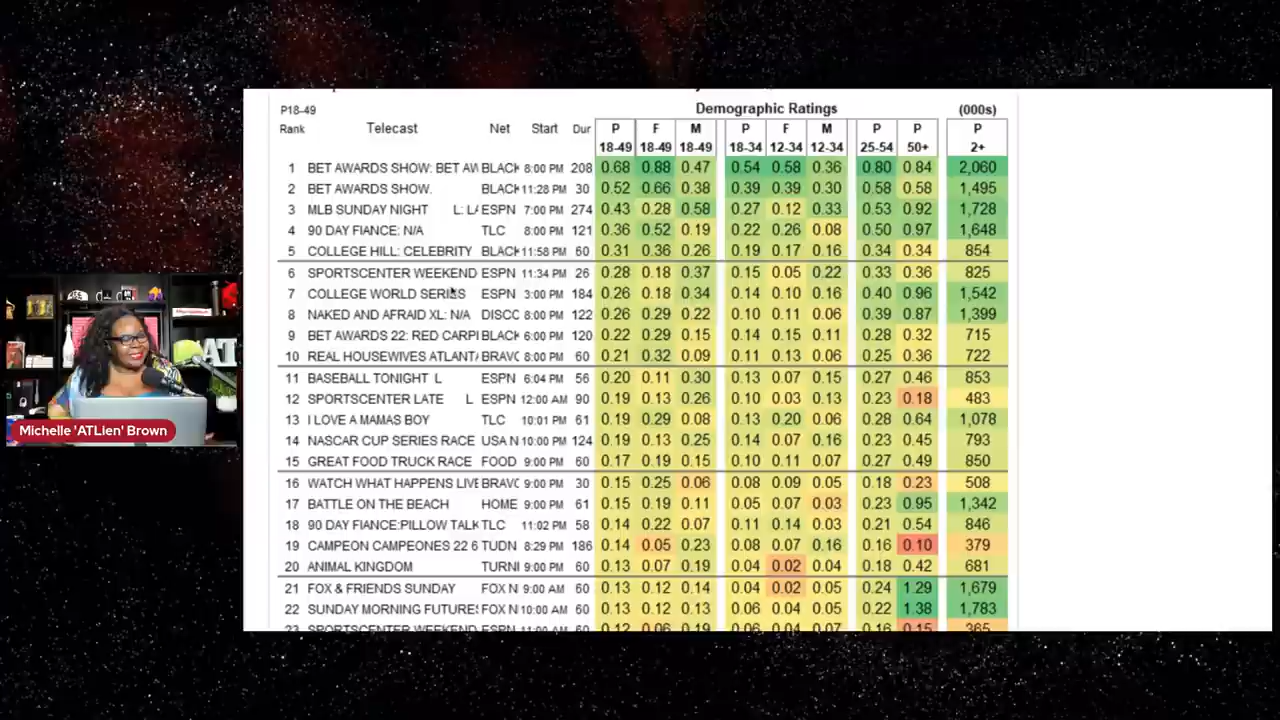 P18-49 Demographic Ratings (000s)
Rank Telecast Net Start Dur P F M P F M P P P
18-49 18-49 18-49 18-34 12-34 12-34 25-54 50+ 2+
1 BET AWARDS SHOW: BET AW BLACK 8:00 PM 208 0.68 0.88 0.47 0.54 0.58 0.36 0.80 0.84 2,060
2 BET AWARDS SHOW. BLACK 11:28 PM 30 0.52 0.66 0.38 0.39 0.39 0.30 0.58 0.58 1,495
3 MLB SUNDAY NIGHT L: LA ESPN 7:00 PM 274 0.43 0.28 0.58 0.27 0.12 0.33 0.53 0.92 1,728
4 90 DAY FIANCE: N/A TLC 8:00 PM 121 0.36 0.52 0.19 0.22 0.26 0.08 0.50 0.97 1,648
5 COLLEGE HILL: CELEBRITY BLACK 11:58 PM 60 0.31 0.36 0.26 0.19 0.17 0.16 0.34 0.34 854
6 SPORTSCENTER WEEKEND ESPN 11:34 PM 26 0.28 0.18 0.37 0.15 0.05 0.22 0.33 0.36 825
7 COLLEGE WORLD SERIES ESPN 3:00 PM 184 0.26 0.18 0.34 0.14 0.10 0.16 0.40 0.96 1,542
8 NAKED AND AFRAID XL: N/A DISCO 8:00 PM 122 0.26 0.29 0.22 0.10 0.11 0.06 0.39 0.87 1,399
9 BET AWARDS 22: RED CARPI BLACK 6:00 PM 120 0.22 0.29 0.15 0.14 0.15 0.11 0.28 0.32 715
10 REAL HOUSEWIVES ATLANTA BRAVO 8:00 PM 60 0.21 0.32 0.09 0.11 0.13 0.06 0.25 0.36 722
11 BASEBALL TONIGHT L ESPN 6:04 PM 56 0.20 0.11 0.30 0.13 0.07 0.15 0.27 0.46 853
12 SPORTSCENTER LATE L ESPN 12:00 AM 90 0.19 0.13 0.26 0.10 0.03 0.13 0.23 0.18 483
13 I LOVE A MAMAS BOY TLC 10:01 PM 61 0.19 0.29 0.08 0.13 0.20 0.06 0.28 0.64 1,078
14 NASCAR CUP SERIES RACE USA N 10:00 PM 124 0.19 0.13 0.25 0.14 0.07 0.16 0.23 0.45 793
15 GREAT FOOD TRUCK RACE FOOD 9:00 PM 60 0.17 0.19 0.15 0.10 0.11 0.07 0.27 0.49 850
16 WATCH WHAT HAPPENS LIVE BRAVO 9:00 PM 30 0.15 0.25 0.06 0.08 0.09 0.05 0.18 0.23 508
17 BATTLE ON THE BEACH HOME 9:00 PM 61 0.15 0.19 0.11 0.05 0.07 0.03 0.23 0.95 1,342
18 90 DAY FIANCE:PILLOW TALK TLC 11:02 PM 58 0.14 0.22 0.07 0.11 0.14 0.03 0.21 0.54 846
19 CAMPEON CAMPEONES 22 6 TUDN 8:29 PM 186 0.14 0.05 0.23 0.08 0.07 0.16 0.16 0.10 379
20 ANIMAL KINGDOM TURNI 9:00 PM 60 0.13 0.07 0.19 0.04 0.02 0.04 0.18 0.42 681
21 FOX & FRIENDS SUNDAY FOX N 9:00 AM 60 0.13 0.12 0.14 0.04 0.02 0.05 0.24 1.29 1,679
22 SUNDAY MORNING FUTURES FOX N 10:00 AM 60 0.13 0.12 0.13 0.06 0.04 0.05 0.22 1.38 1,783
23 SPORTSCENTER WEEKEND ESPN 11:00 AM 60 0.12 0.06 0.19 0.06 0.04 0.07 0.16 0.15 365
Michelle 'ATLien' Brown
AT